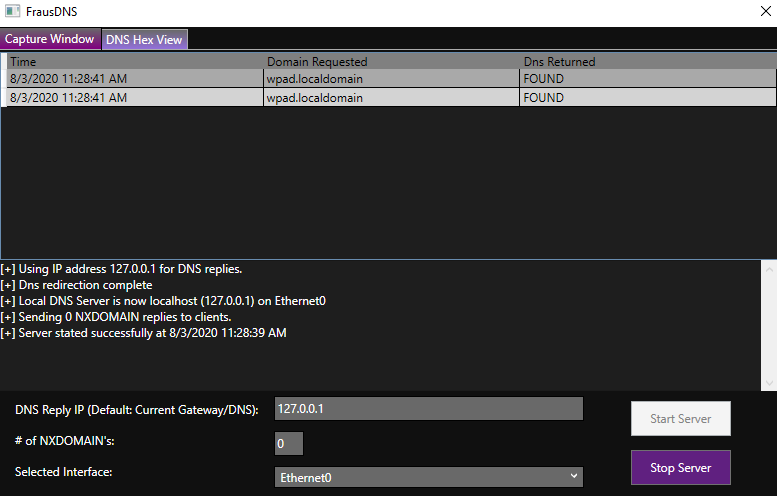 FrausDNS
Capture Window DNS Hex View
Time Domain Requested Dns Returned
8/3/2020 11:28:41 AM wpad.localdomain FOUND
8/3/2020 11:28:41 AM wpad.localdomain FOUND
[+] Using IP address 127.0.0.1 for DNS replies.
[+] Dns redirection complete
[+] Local DNS Server is now localhost (127.0.0.1) on Ethernet0
[+] Sending 0 NXDOMAIN replies to clients.
[+] Server stated successfully at 8/3/2020 11:28:39 AM
DNS Reply IP (Default: Current Gateway/DNS): 127.0.0.1
Start Server
# of NXDOMAIN's: 0
Stop Server
Selected Interface: Ethernet0